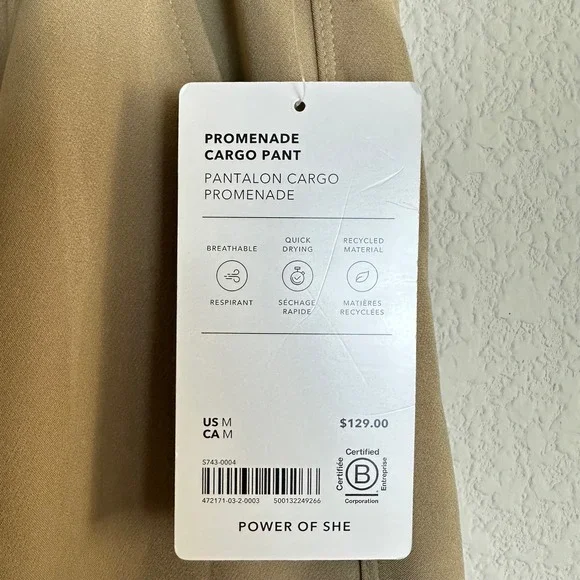 PROMENADE
CARGO PANT
PANTALON CARGO
PROMENADE
BREATHABLE
QUICK
DRYING
RECYCLED
MATERIAL
RESPIRANT
SÉCHAGE
RAPIDE
MATIÈRES
RECYCLÉES
US M
CA M
$129.00
S743-0004
472171-03-2-0003 S00132249266
Certified
Certifiée
B
Entreprise
Corporation
POWER OF SHE